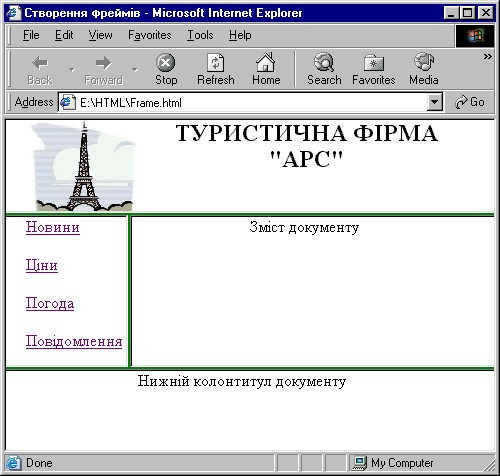 Створення фреймів - Microsoft Internet Explorer
File Edit View Favorites Tools Help
Back Forward Stop Refresh Home Search Favorites Media »
Address E:\HTML\Frame.html Go
ТУРИСТИЧНА ФІРМА
"АРС"
Новини
Зміст документу
Ціни
Погода
Повідомлення
Нижній колонтитул документу
Done My Computer